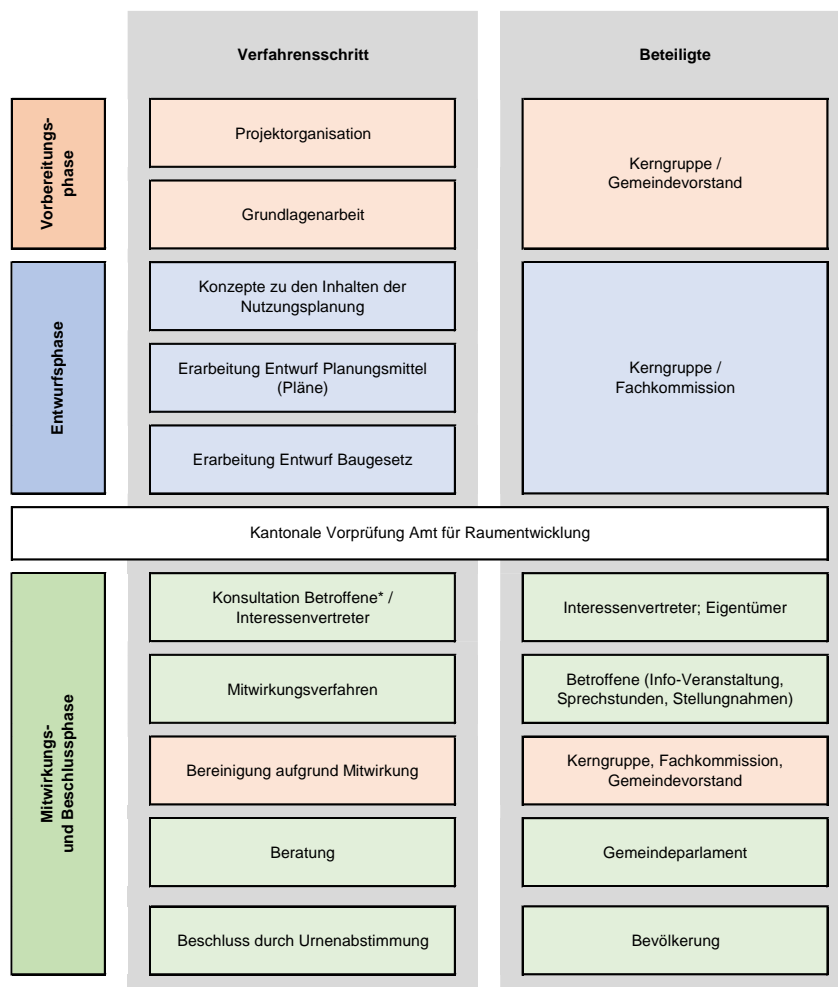 Verfahrensschritt
Beteiligte
Vorbereitungs-
phase
Projektorganisation
Grundlagenarbeit
Kerngruppe /
Gemeindevorstand
Entwurfsphase
Konzepte zu den Inhalten der
Nutzungsplanung
Erarbeitung Entwurf Planungsmittel
(Pläne)
Erarbeitung Entwurf Baugesetz
Kerngruppe /
Fachkommission
Kantonale Vorprüfung Amt für Raumentwicklung
Mitwirkungs-
und Beschlussphase
Konsultation Betroffene* /
Interessenvertreter
Interessenvertreter; Eigentümer
Mitwirkungsverfahren
Betroffene (Info-Veranstaltung,
Sprechstunden, Stellungnahmen)
Bereinigung aufgrund Mitwirkung
Kerngruppe, Fachkommission,
Gemeindevorstand
Beratung
Gemeindeparlament
Beschluss durch Urnenabstimmung
Bevölkerung